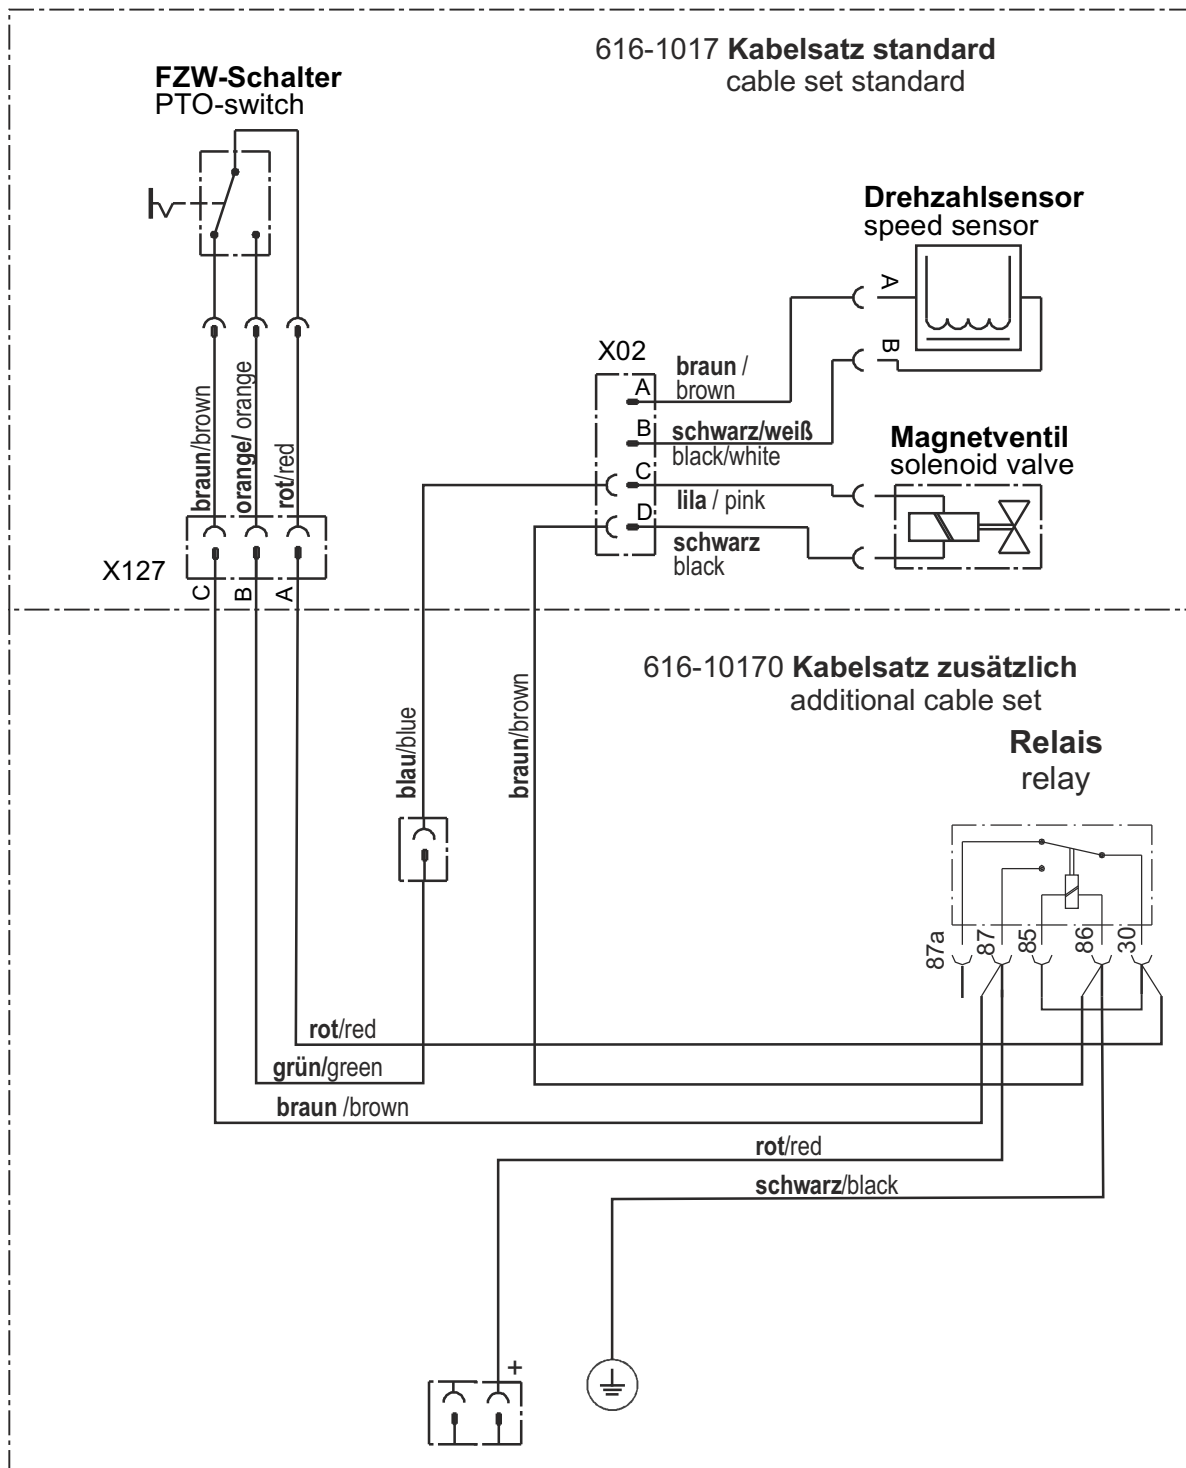 616-1017 Kabelsatz standard
cable set standard
FZW-Schalter
PTO-switch
Drehzahlsensor
speed sensor
A
B
X02
A
braun /
brown
B
schwarz/weiß
black/white
C
lila / pink
D
schwarz
black
Magnetventil
solenoid valve
braun/brown
orange/ orange
rot/red
X127
C
B
A
616-10170 Kabelsatz zusätzlich
additional cable set
Relais
relay
blau/blue
braun/brown
87a
87
85
86
30
rot/red
grün/green
braun /brown
rot/red
schwarz/black
+